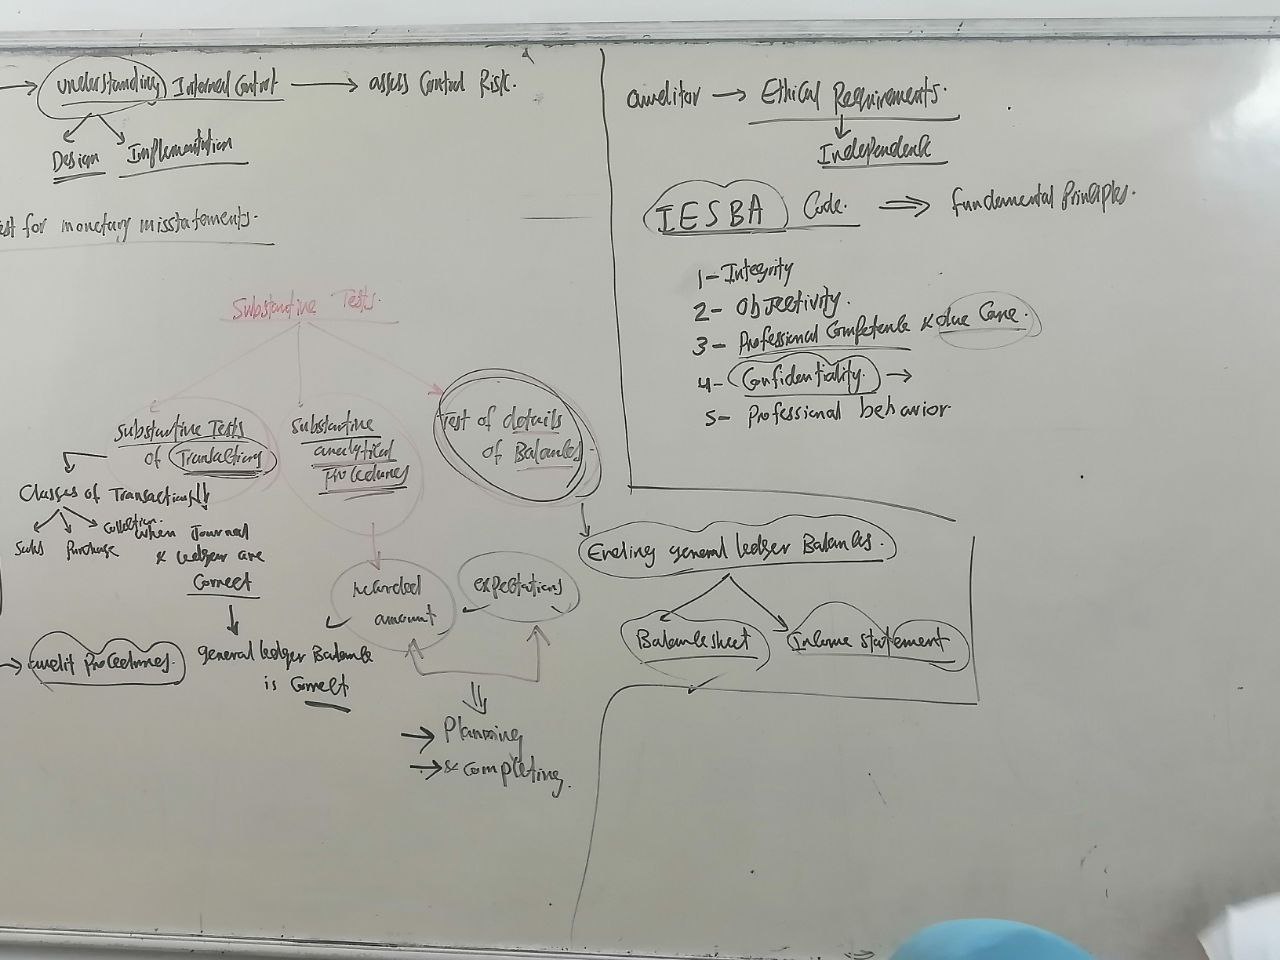 understanding Internal Control → assess Control Risk.
Design Implementation
est for monetary misstatements.
Substantive Tests.
Substantive Tests
of Transactions
Classes of Transactions
Sales Purchase Collection
When Journal
& Ledger are
Correct
general ledger Balance
is Correct
→ audit Procedures.
Substantive
analytical
Procedures
recorded
amount
expectations
→ Planning
→ & Completing.
Test of details
of Balances
Ending general ledger Balances.
Balance sheet Income statement
auditor → Ethical Requirements.
Independence
IESBA Code. ⇒ fundamental Principles.
1- Integrity
2- Objectivity.
3- Professional Competence & due Care.
4- Confidentiality. →
5- Professional behavior